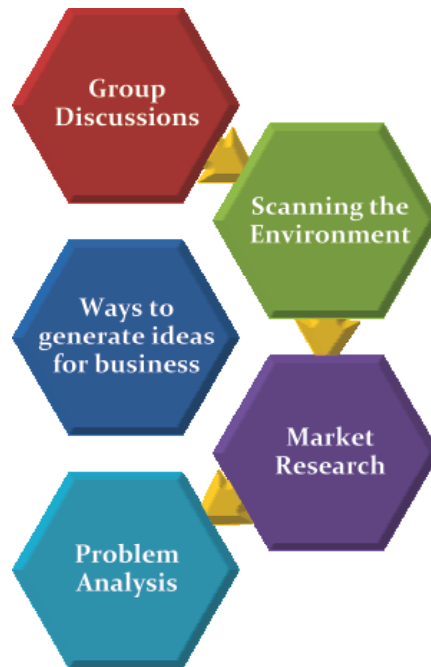 Group
Discussions
Scanning the
Environment
Ways to
generate ideas
for business
Market
Research
Problem
Analysis